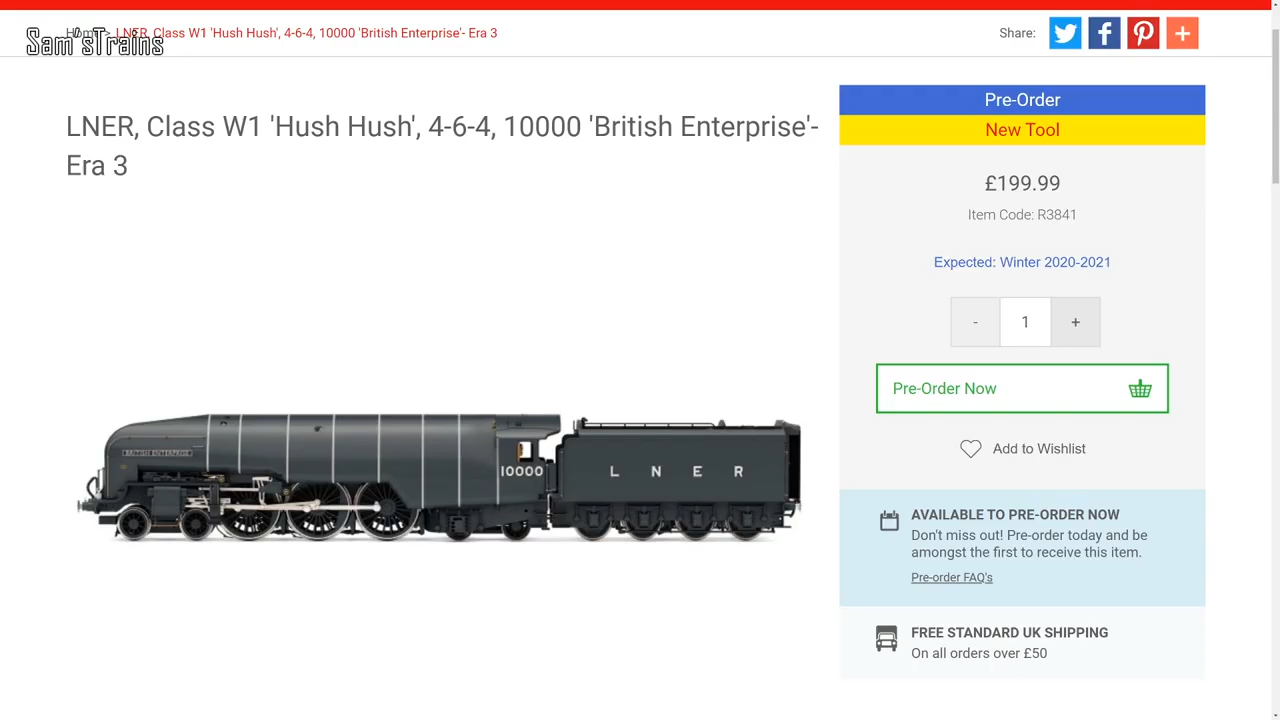 Home > LNER, Class W1 'Hush Hush', 4-6-4, 10000 'British Enterprise'- Era 3
Sam'sTrains
Share:
LNER, Class W1 'Hush Hush', 4-6-4, 10000 'British Enterprise'-
Era 3
Pre-Order
New Tool
£199.99
Item Code: R3841
Expected: Winter 2020-2021
- 1 +
Pre-Order Now
Add to Wishlist
BRITISH ENTERPRISE
10000
L N E R
AVAILABLE TO PRE-ORDER NOW
Don't miss out! Pre-order today and be
amongst the first to receive this item.
Pre-order FAQ's
FREE STANDARD UK SHIPPING
On all orders over £50